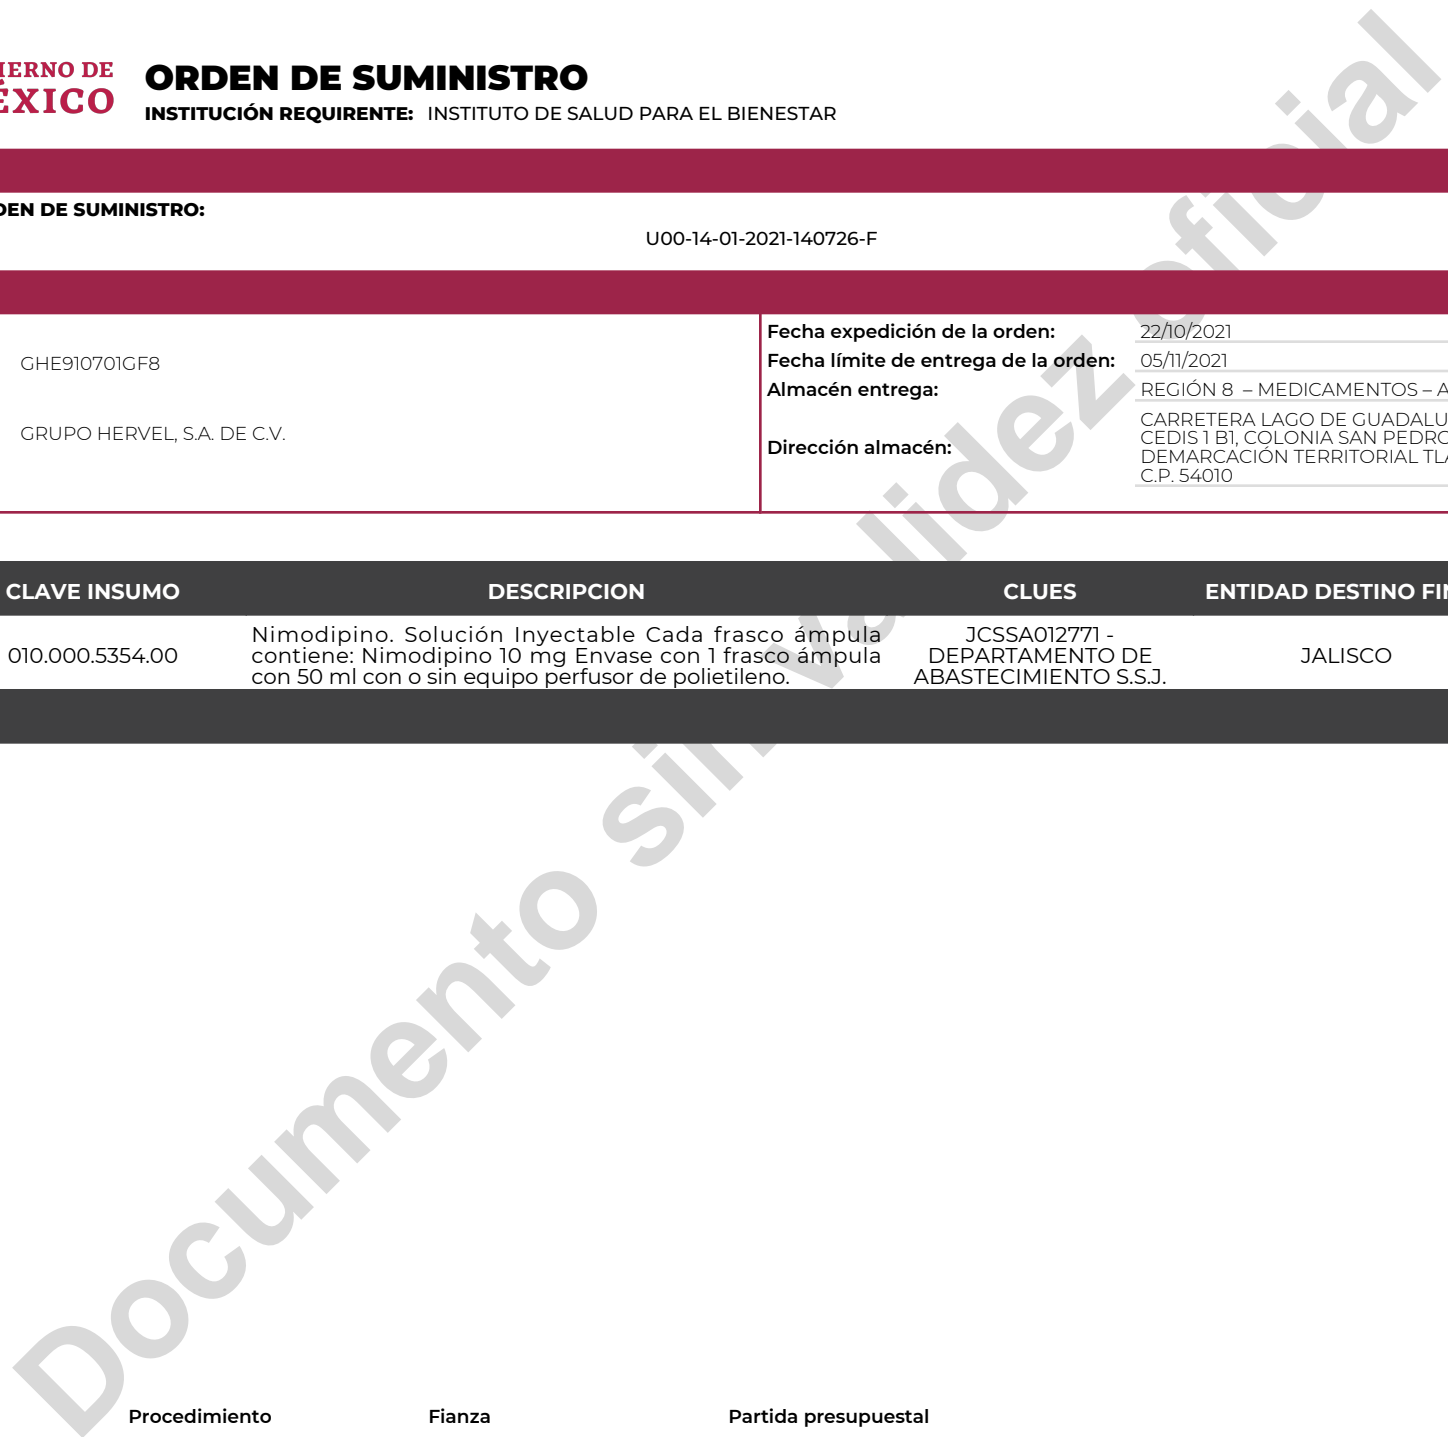 IERNO DE
ÉXICO
ORDEN DE SUMINISTRO
INSTITUCIÓN REQUIRENTE: INSTITUTO DE SALUD PARA EL BIENESTAR
DEN DE SUMINISTRO:
U00-14-01-2021-140726-F
GHE910701GF8
GRUPO HERVEL, S.A. DE C.V.
Fecha expedición de la orden: 22/10/2021
Fecha límite de entrega de la orden: 05/11/2021
Almacén entrega: REGIÓN 8 – MEDICAMENTOS – A
Dirección almacén:
CARRETERA LAGO DE GUADALU
CEDIS 1 B1, COLONIA SAN PEDRO
DEMARCACIÓN TERRITORIAL TLA
C.P. 54010
CLAVE INSUMO DESCRIPCION CLUES ENTIDAD DESTINO FIN
010.000.5354.00
Nimodipino. Solución Inyectable Cada frasco ámpula
contiene: Nimodipino 10 mg Envase con 1 frasco ámpula
con 50 ml con o sin equipo perfusor de polietileno.
JCSSA012771 -
DEPARTAMENTO DE
ABASTECIMIENTO S.S.J.
JALISCO
Documento sin validez oficial
Procedimiento Fianza Partida presupuestal